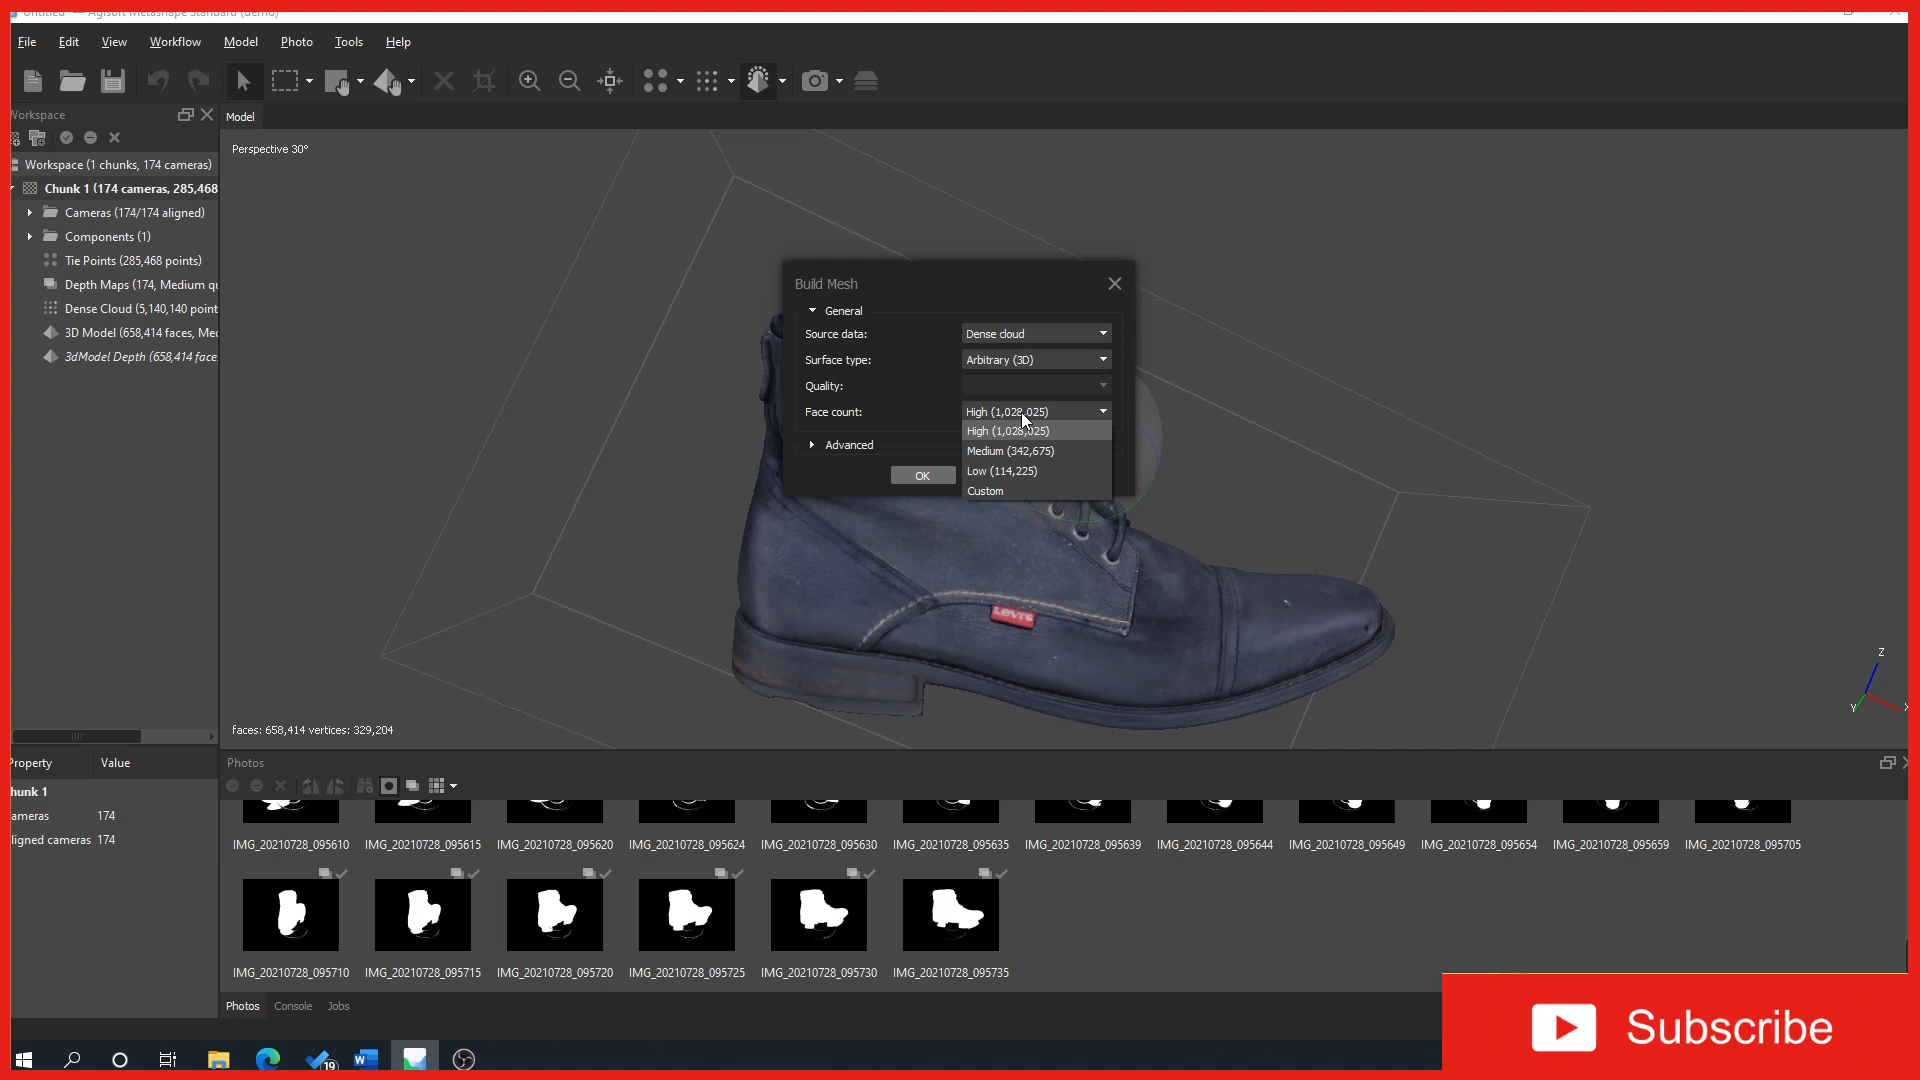 Untitled — Agisoft Metashape Standard (demo)
File Edit View Workflow Model Photo Tools Help
Workspace
Model
Perspective 30°
Workspace (1 chunks, 174 cameras)
Chunk 1 (174 cameras, 285,468
Cameras (174/174 aligned)
Components (1)
Tie Points (285,468 points)
Depth Maps (174, Medium qu
Dense Cloud (5,140,140 point
3D Model (658,414 faces, Med
3dModel Depth (658,414 face
Build Mesh
General
Source data: Dense cloud
Surface type: Arbitrary (3D)
Quality:
Face count: High (1,028,025)
High (1,028,025)
Advanced
Medium (342,675)
Low (114,225)
OK
Custom
Levi's
Z
Y
X
faces: 658,414 vertices: 329,204
Property Value
hunk 1
ameras 174
ligned cameras 174
Photos
IMG_20210728_095610 IMG_20210728_095615 IMG_20210728_095620 IMG_20210728_095624 IMG_20210728_095630 IMG_20210728_095635 IMG_20210728_095639 IMG_20210728_095644 IMG_20210728_095649 IMG_20210728_095654 IMG_20210728_095659 IMG_20210728_095705
IMG_20210728_095710 IMG_20210728_095715 IMG_20210728_095720 IMG_20210728_095725 IMG_20210728_095730 IMG_20210728_095735
Photos Console Jobs
19
Subscribe